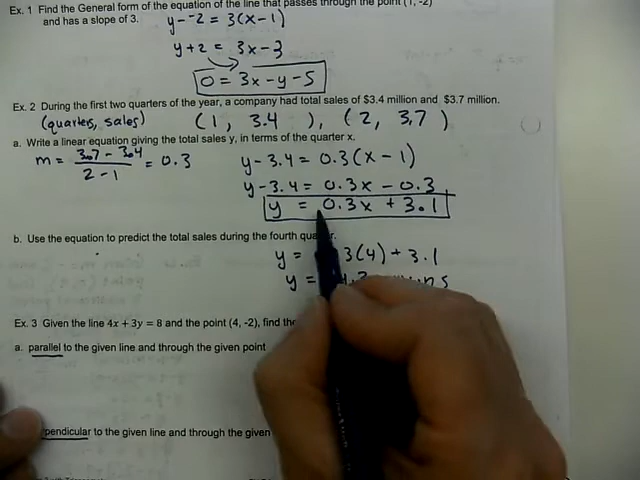 Ex. 1 Find the General form of the equation of the line that passes through the point (1, -2)
and has a slope of 3.
y--2 = 3(x-1)
y+2 = 3x-3
0 = 3x-y-5
Ex. 2 During the first two quarters of the year, a company had total sales of $3.4 million and $3.7 million.
(quarters, sales) (1, 3.4), (2, 3.7)
a. Write a linear equation giving the total sales y, in terms of the quarter x.
m = 3.7 - 3.4 / 2 - 1 = 0.3
y-3.4 = 0.3(x-1)
y-3.4 = 0.3x-0.3
y = 0.3x + 3.1
b. Use the equation to predict the total sales during the fourth
y = 3(4) + 3.1
y =
Ex. 3 Given the line 4x + 3y = 8 and the point (4, -2), find
a. parallel to the given line and through the given point
pendicular to the given line and through the given